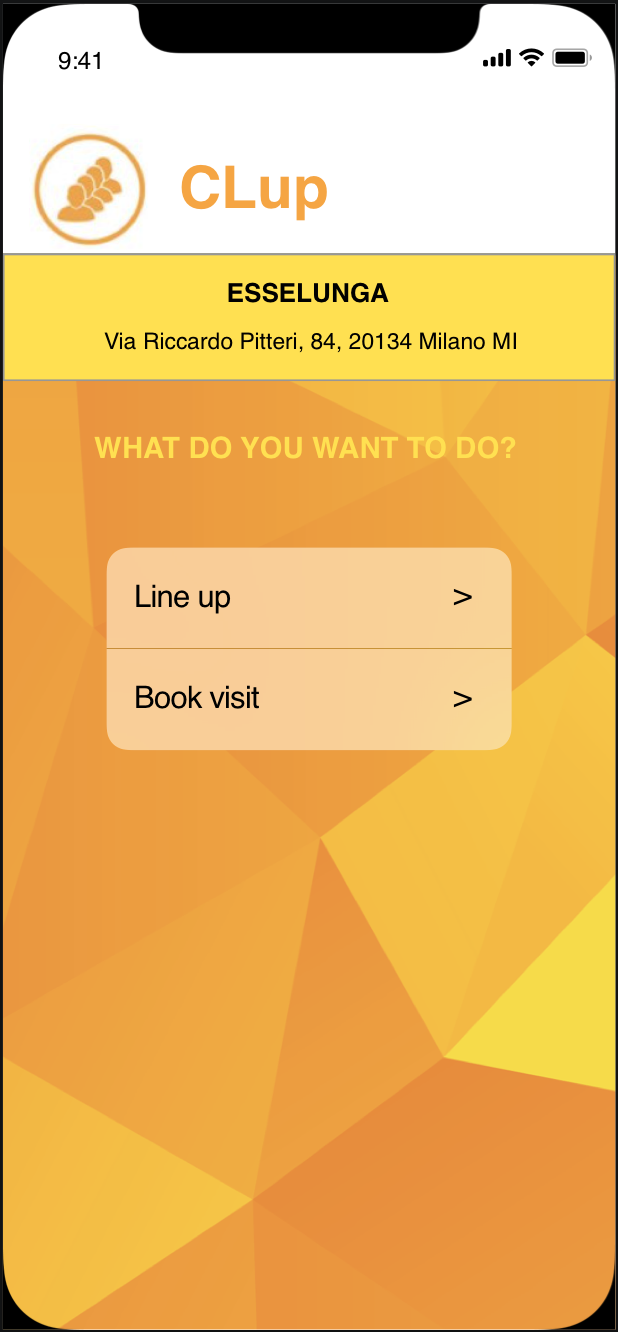 9:41
CLup
ESSELUNGA
Via Riccardo Pitteri, 84, 20134 Milano MI
WHAT DO YOU WANT TO DO?
Line up >
Book visit >